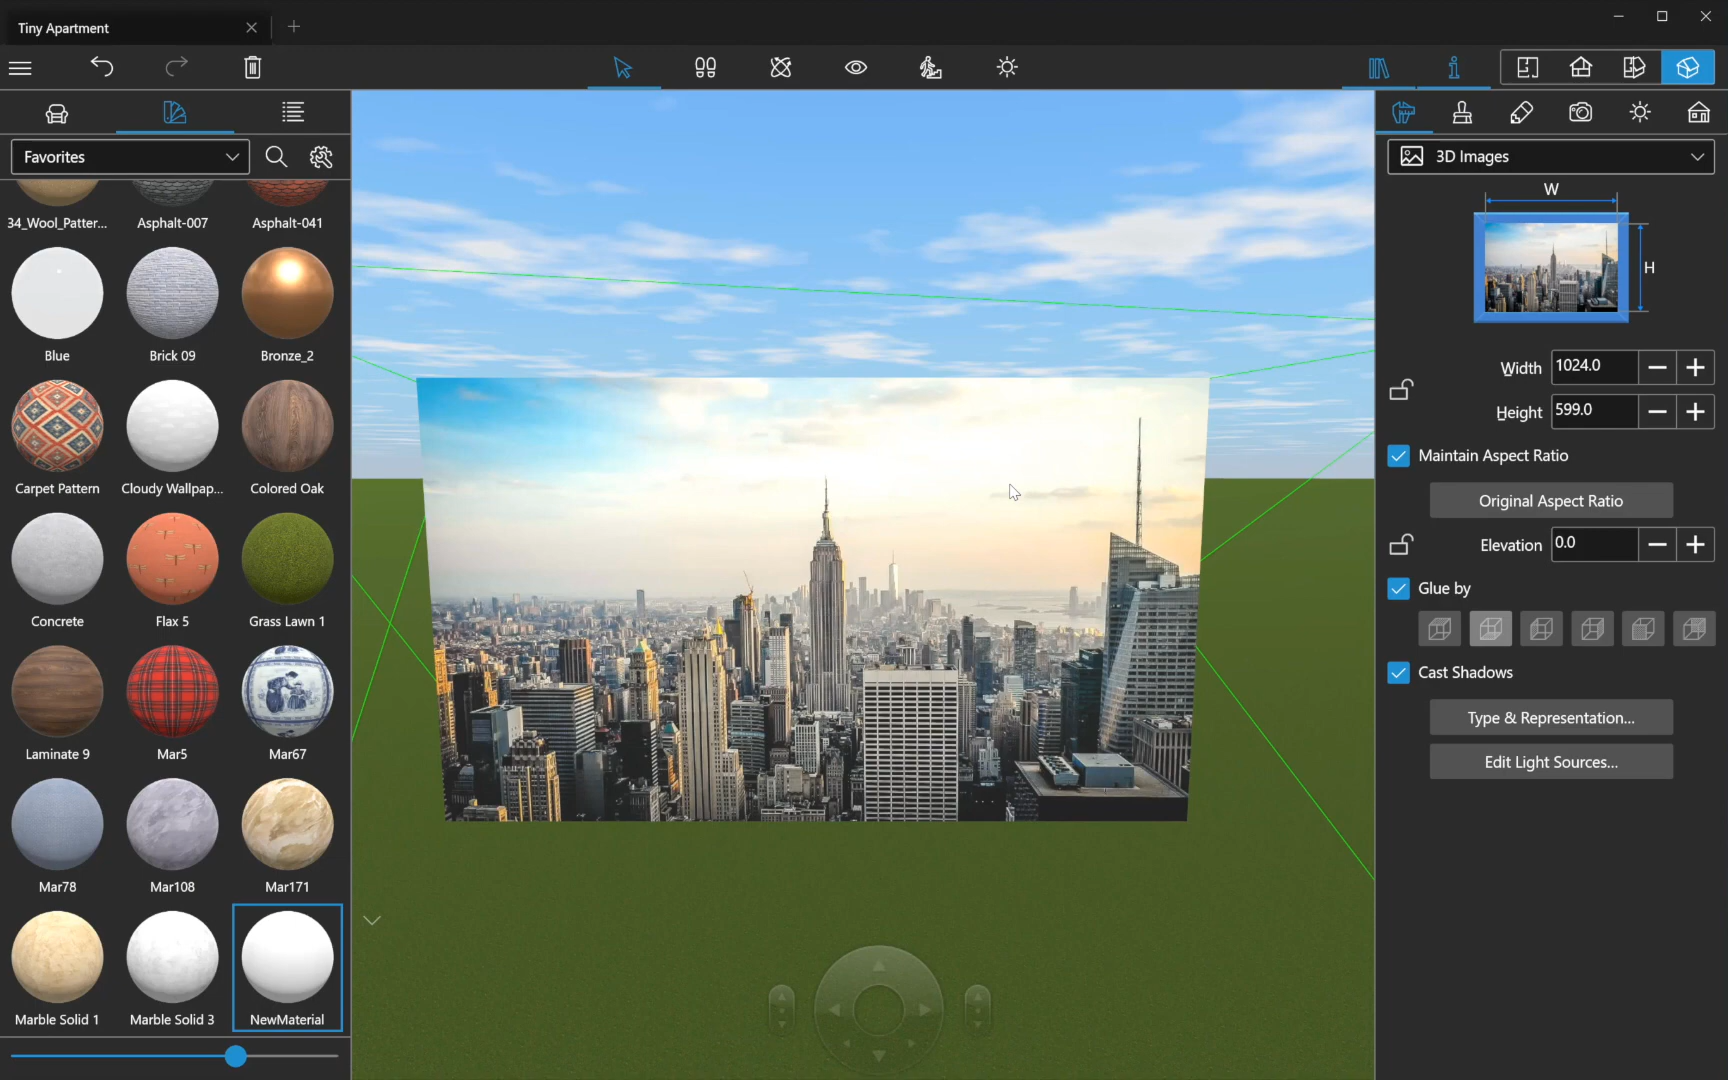 Tiny Apartment
Favorites
34_Wool_Patter...
Asphalt-007
Asphalt-041
Blue
Brick 09
Bronze_2
Carpet Pattern
Cloudy Wallpap...
Colored Oak
Concrete
Flax 5
Grass Lawn 1
Laminate 9
Mar5
Mar67
Mar78
Mar108
Mar171
Marble Solid 1
Marble Solid 3
NewMaterial
3D Images
W
H
Width 1024.0
Height 599.0
Maintain Aspect Ratio
Original Aspect Ratio
Elevation 0.0
Glue by
Cast Shadows
Type & Representation...
Edit Light Sources...